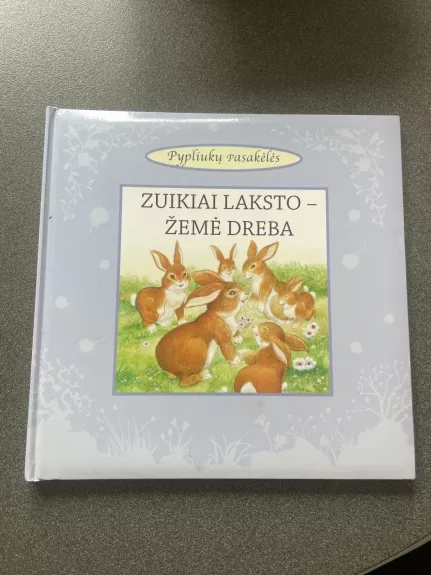 Pypliukų pasakėlės
ZUIKIAI LAKSTO –
ŽEMĖ DREBA